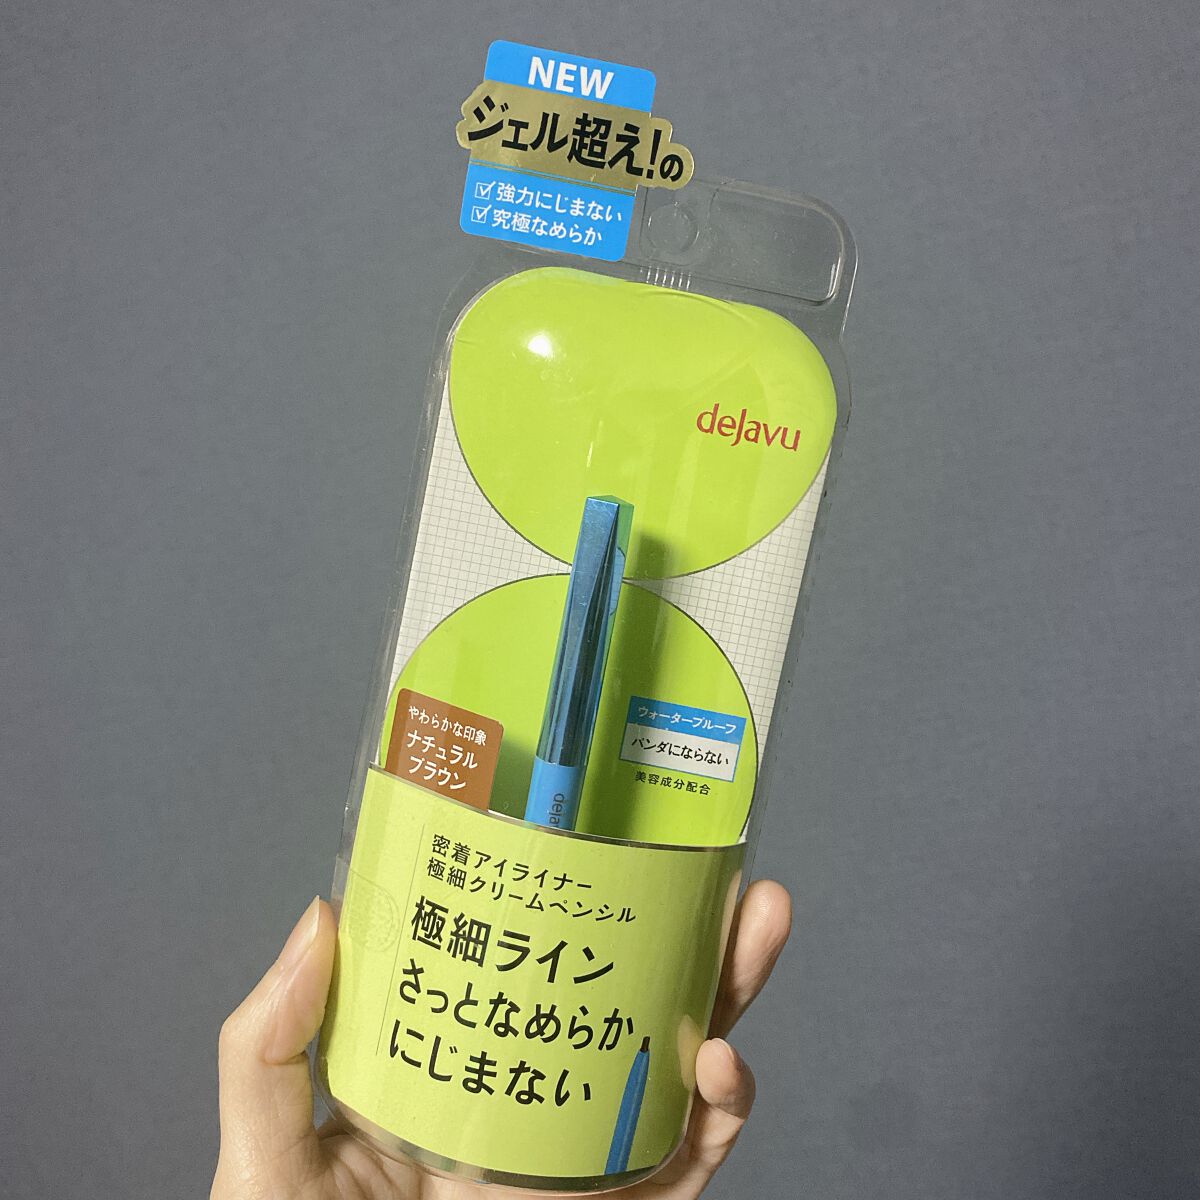 NEW
ジェル超え!の
☑強力ににじまない
☑究極なめらか
dejavu
やわらかな印象
ナチュラル
ブラウン
ウォータープルーフ
パンダにならない
美容成分配合
密着アイライナー
極細クリームペンシル
極細ライン
さっとなめらか
にじまない